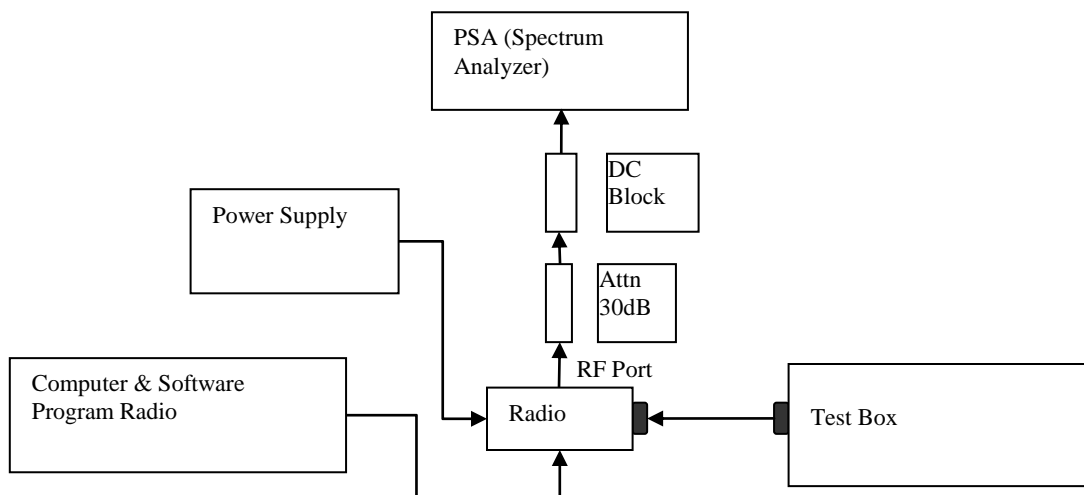 PSA (Spectrum
Analyzer)
DC
Block
Power Supply
Attn
30dB
RF Port
Computer & Software
Program Radio
Radio
Test Box